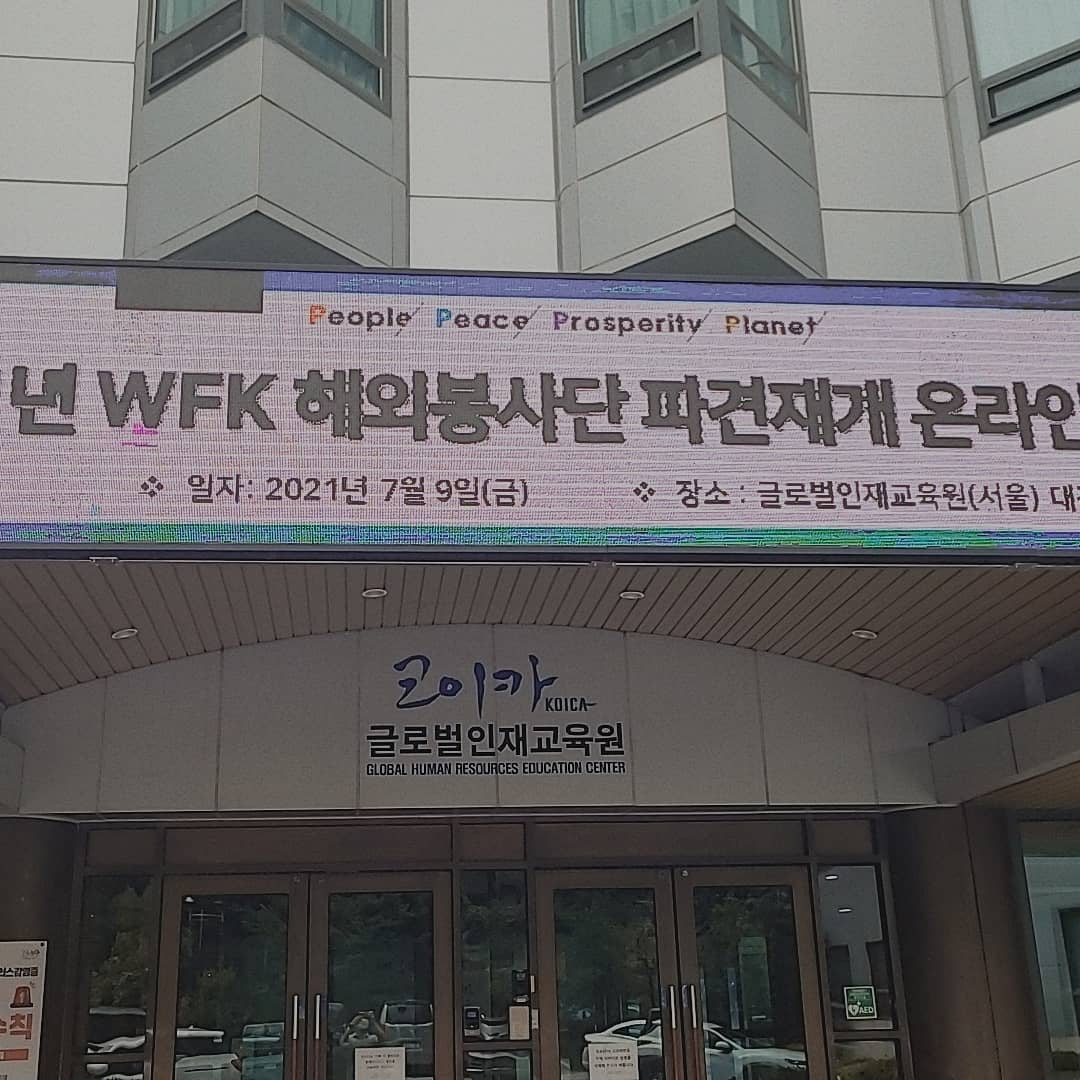 People Peace Prosperity Planet
년 WFK 해외봉사단 파견재개 온라인
❖ 일자: 2021년 7월 9일(금) ❖ 장소 : 글로벌인재교육원(서울) 대
코이카 KOICA
글로벌인재교육원
GLOBAL HUMAN RESOURCES EDUCATION CENTER
AED